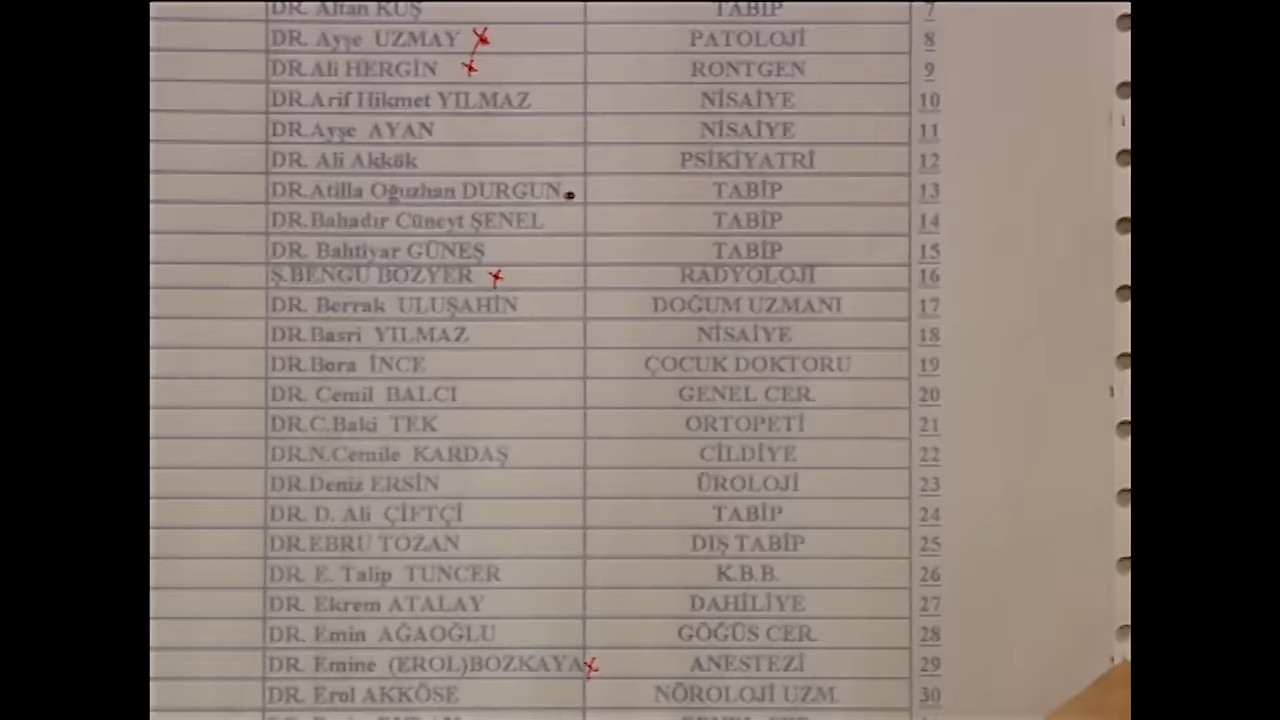 DR. Altan KUŞ TABİP 7
DR. Ayşe UZMAY PATOLOJİ 8
DR.Ali HERGİN RONTGEN 9
DR.Arif Hikmet YILMAZ NİSAİYE 10
DR.Ayşe AYAN NİSAİYE 11
DR. Ali Akkök PSİKİYATRİ 12
DR.Atilla Oğuzhan DURGUN TABİP 13
DR.Bahadır Cüneyt ŞENEL TABİP 14
DR. Bahtiyar GÜNEŞ TABİP 15
Ş.BENGÜ BOZYER RADYOLOJİ 16
DR. Berrak ULUŞAHİN DOĞUM UZMANI 17
DR.Basri YILMAZ NİSAİYE 18
DR.Bora İNCE ÇOCUK DOKTORU 19
DR. Cemil BALCI GENEL CER. 20
DR.C.Baki TEK ORTOPETİ 21
DR.N.Cemile KARDAŞ CİLDİYE 22
DR.Deniz ERSİN ÜROLOJİ 23
DR. D. Ali ÇİFTÇİ TABİP 24
DR.EBRU TOZAN DIŞ TABİP 25
DR. E. Talip TUNCER K.B.B. 26
DR. Ekrem ATALAY DAHİLİYE 27
DR. Emin AĞAOĞLU GÖĞÜS CER. 28
DR. Emine (EROL)BOZKAYA ANESTEZİ 29
DR. Erol AKKÖSE NÖROLOJİ UZM. 30